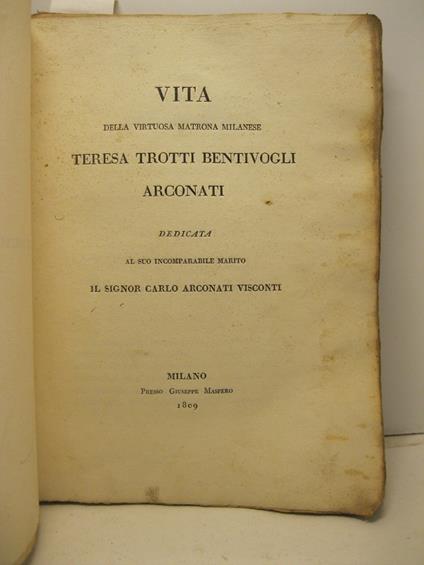 VITA
DELLA VIRTUOSA MATRONA MILANESE
TERESA TROTTI BENTIVOGLI
ARCONATI
DEDICATA
AL SUO INCOMPARABILE MARITO
IL SIGNOR CARLO ARCONATI VISCONTI
MILANO
PRESSO GIUSEPPE MASPERO
1809